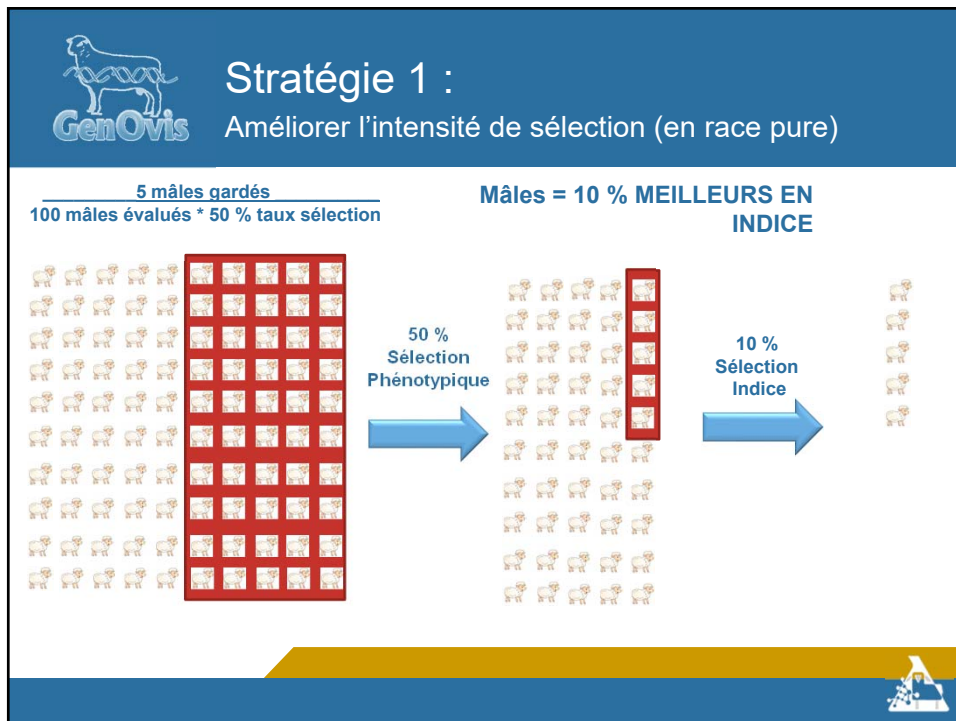 GenOvis
Stratégie 1 :
Améliorer l'intensité de sélection (en race pure)
5 mâles gardés
100 mâles évalués * 50 % taux sélection
Mâles = 10 % MEILLEURS EN
INDICE
50 %
Sélection
Phénotypique
10 %
Sélection
Indice